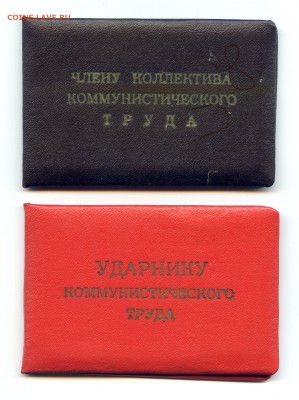 COINS.LAVE.RU
ЧЛЕНУ КОЛЛЕКТИВА
КОММУНИСТИЧЕСКОГО
ТРУДА
УДАРНИКУ
КОММУНИСТИЧЕСКОГО
ТРУДА